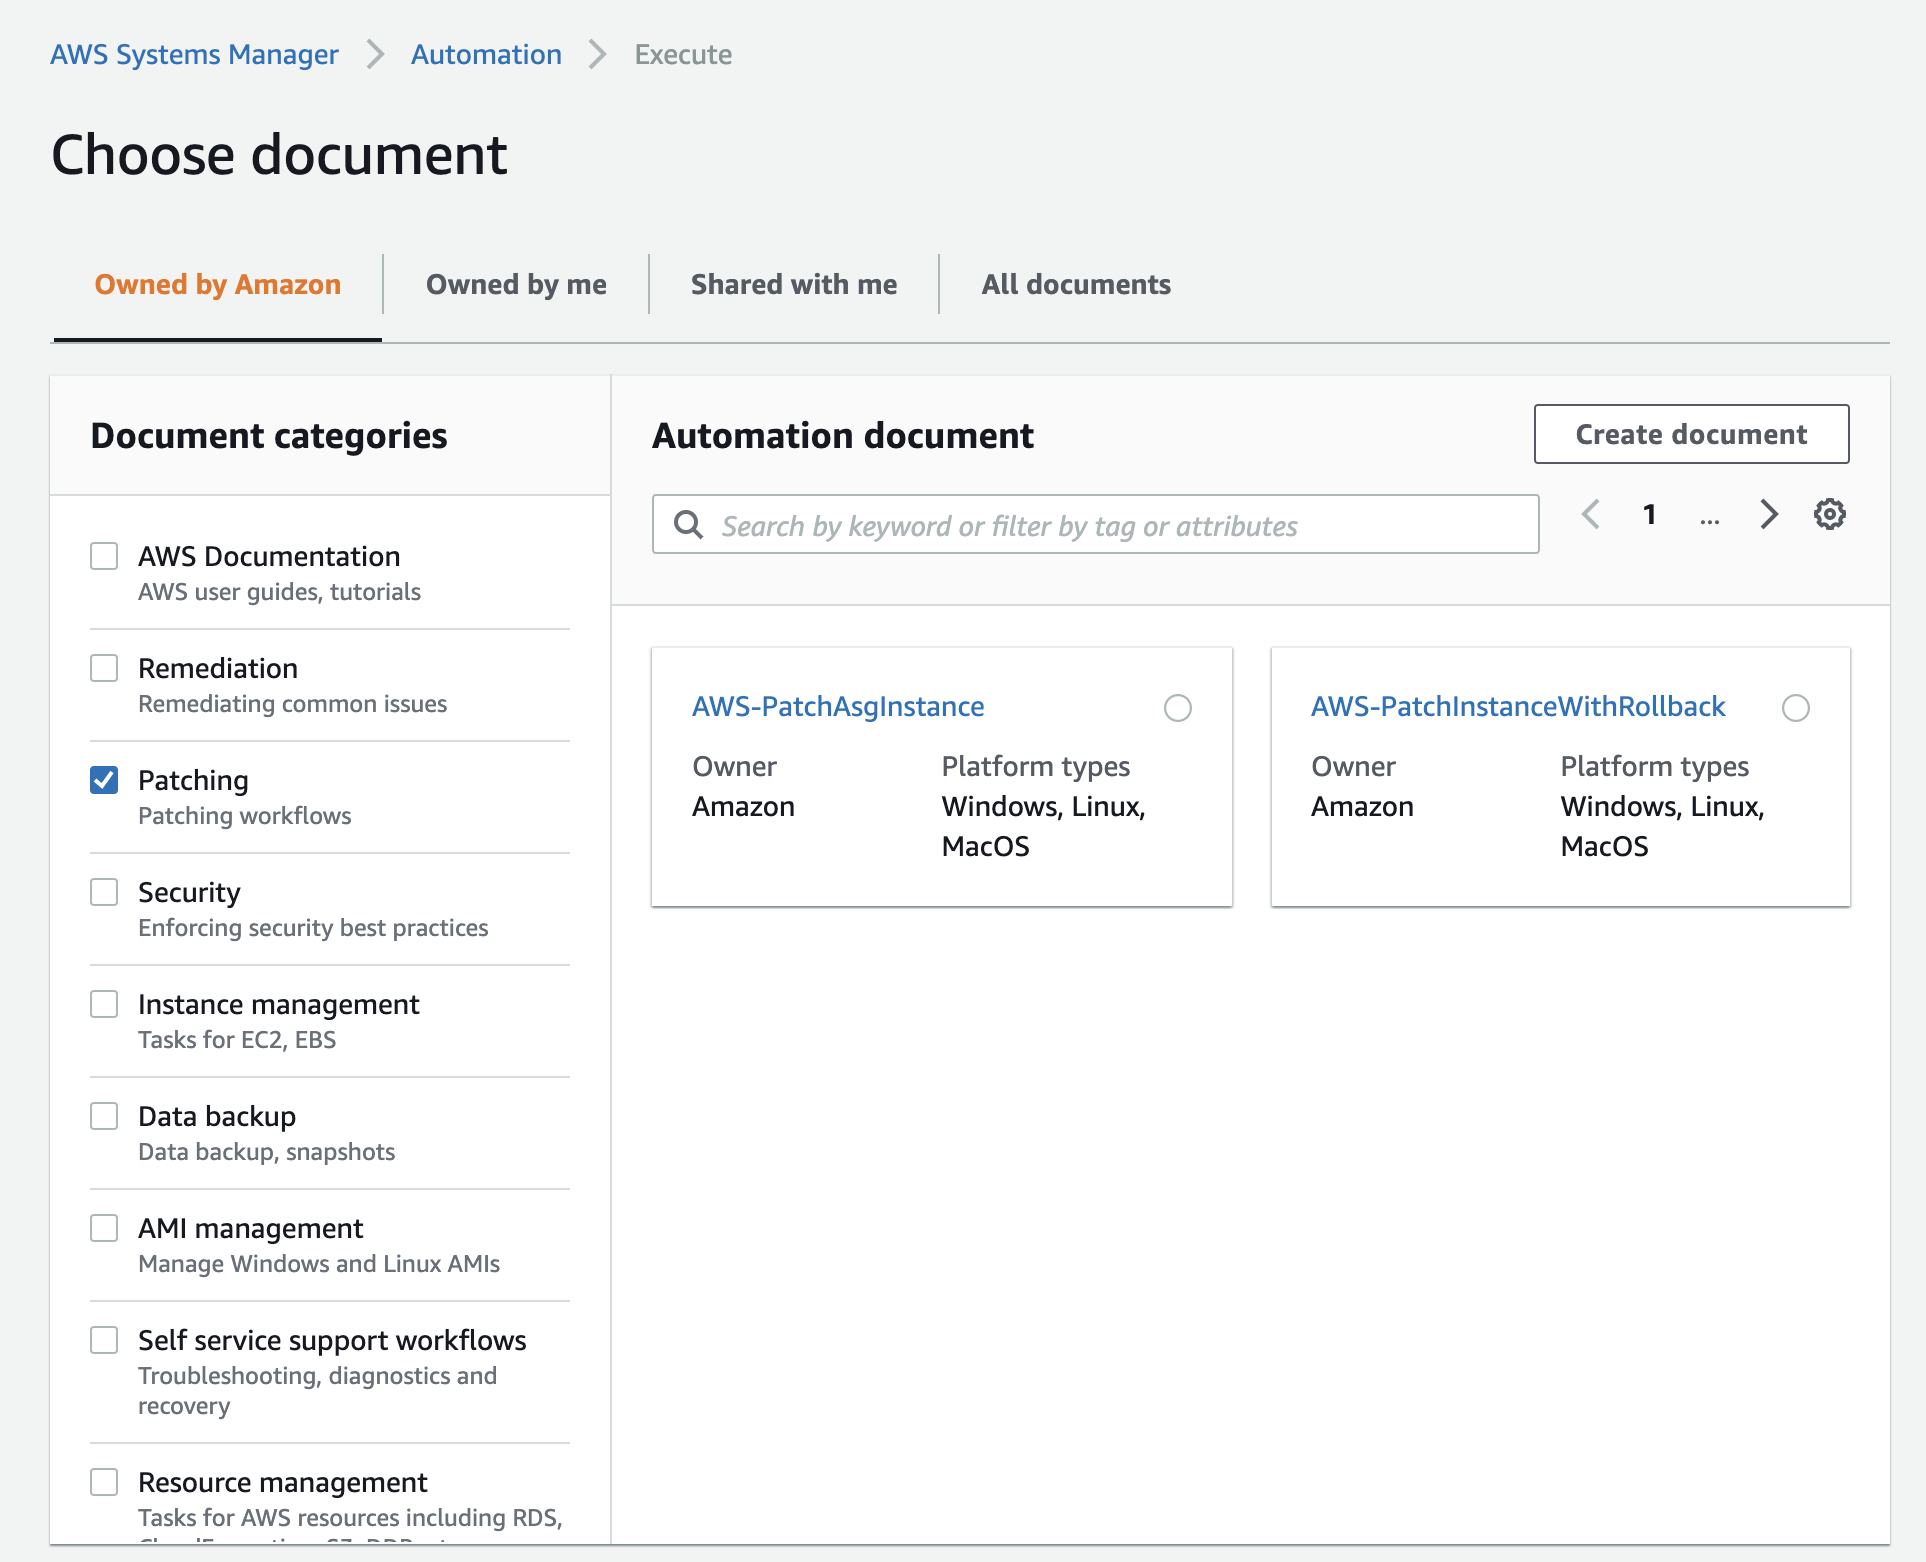 AWS Systems Manager > Automation > Execute
Choose document
Owned by Amazon
Owned by me
Shared with me
All documents
Document categories
AWS Documentation
AWS user guides, tutorials
Remediation
Remediating common issues
Patching
Patching workflows
Security
Enforcing security best practices
Instance management
Tasks for EC2, EBS
Data backup
Data backup, snapshots
AMI management
Manage Windows and Linux AMIs
Self service support workflows
Troubleshooting, diagnostics and
recovery
Resource management
Tasks for AWS resources including RDS,
Automation document
Create document
Search by keyword or filter by tag or attributes
1 ...
AWS-PatchAsgInstance
Owner
Amazon
Platform types
Windows, Linux,
MacOS
AWS-PatchInstanceWithRollback
Owner
Amazon
Platform types
Windows, Linux,
MacOS